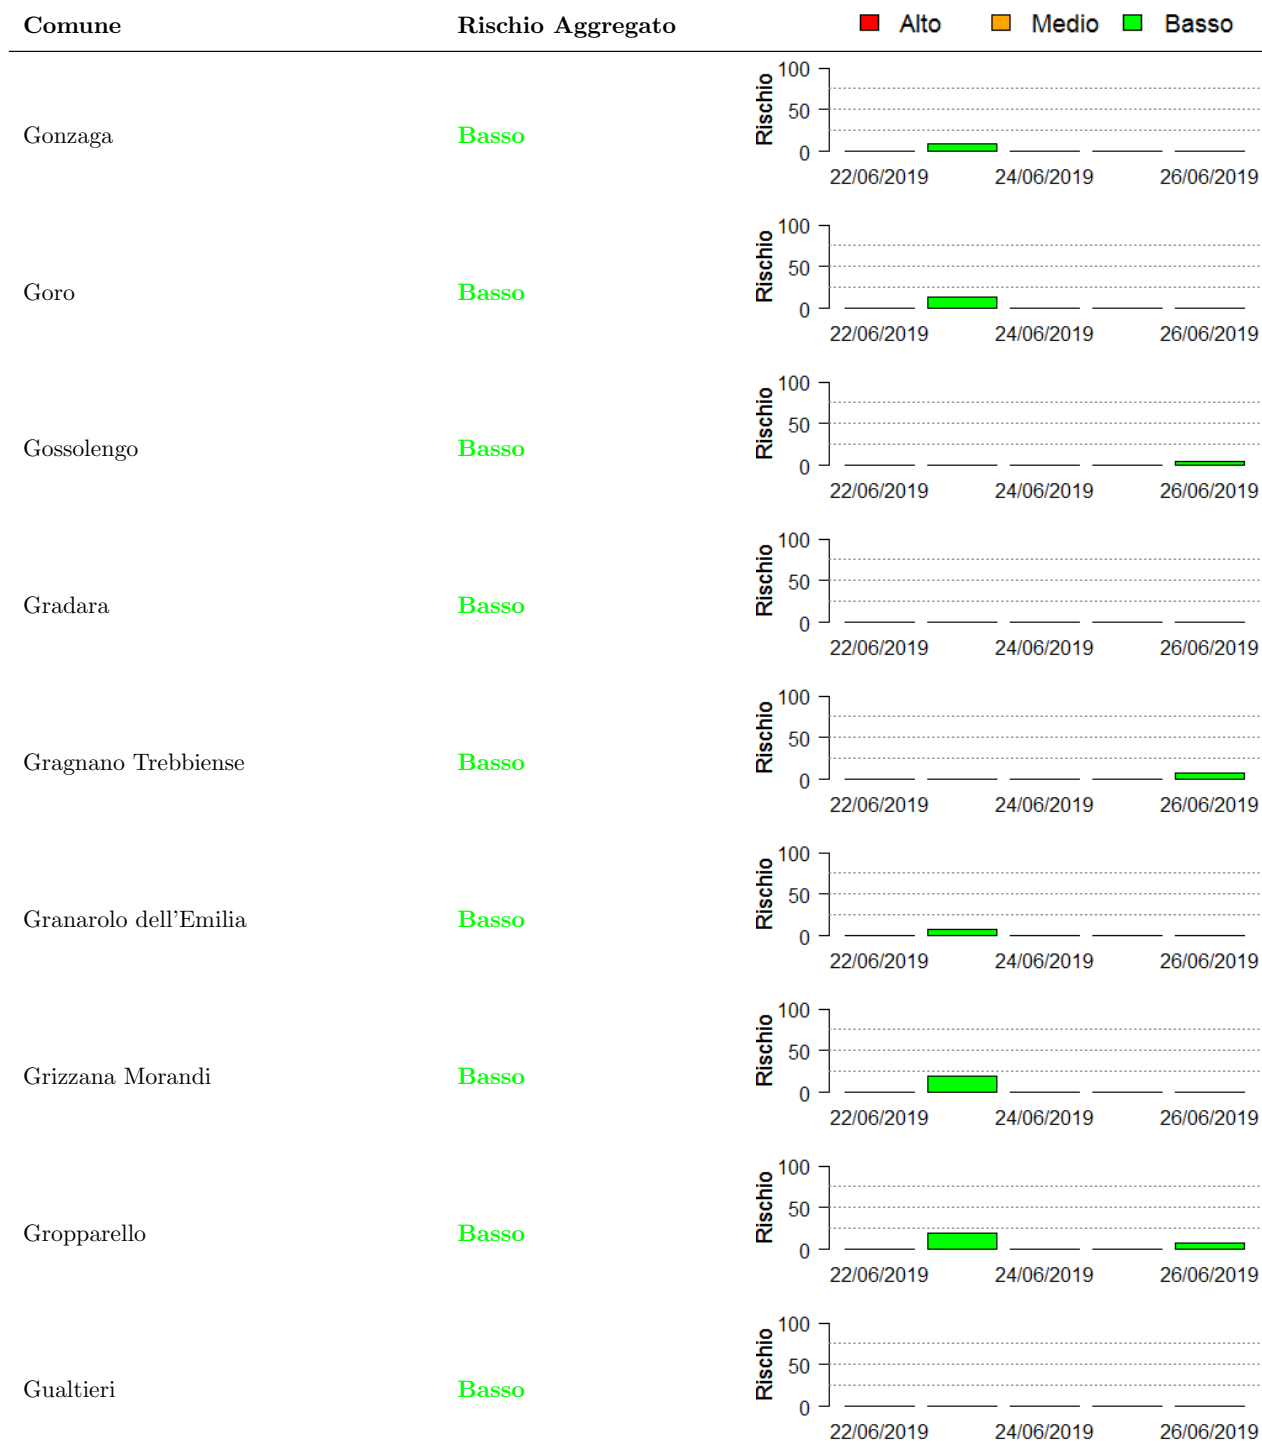 Comune Rischio Aggregato Alto Medio Basso
100
50
0
Rischio
Gonzaga Basso
22/06/2019 24/06/2019 26/06/2019
100
50
0
Rischio
Goro Basso
22/06/2019 24/06/2019 26/06/2019
100
50
0
Rischio
Gossolengo Basso
22/06/2019 24/06/2019 26/06/2019
100
50
0
Rischio
Gradara Basso
22/06/2019 24/06/2019 26/06/2019
100
50
0
Rischio
Gragnano Trebbiense Basso
22/06/2019 24/06/2019 26/06/2019
100
50
0
Rischio
Granarolo dell'Emilia Basso
22/06/2019 24/06/2019 26/06/2019
100
50
0
Rischio
Grizzana Morandi Basso
22/06/2019 24/06/2019 26/06/2019
100
50
0
Rischio
Gropparello Basso
22/06/2019 24/06/2019 26/06/2019
100
50
0
Rischio
Gualtieri Basso
22/06/2019 24/06/2019 26/06/2019